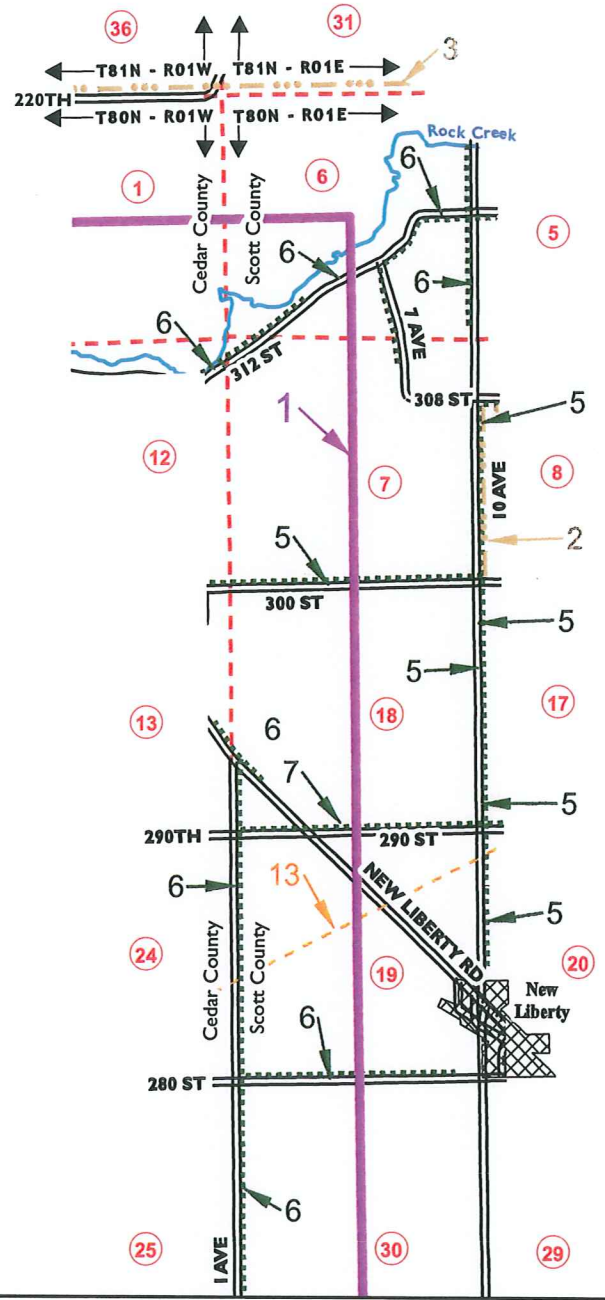 36
31
T81N - R01W
T81N - R01E
3
220TH
T80N - R01W
T80N - R01E
Rock Creek
1
6
6
Cedar County
Scott County
6
5
6
6
7 AVE
312 ST
308 ST
5
1
12
7
10 AVE
8
2
5
300 ST
5
5
13
6
18
17
7
5
290TH
290 ST
6
13
NEW LIBERTY RD
5
24
Cedar County
Scott County
19
20
New
Liberty
6
280 ST
6
25
1 AVE
30
29